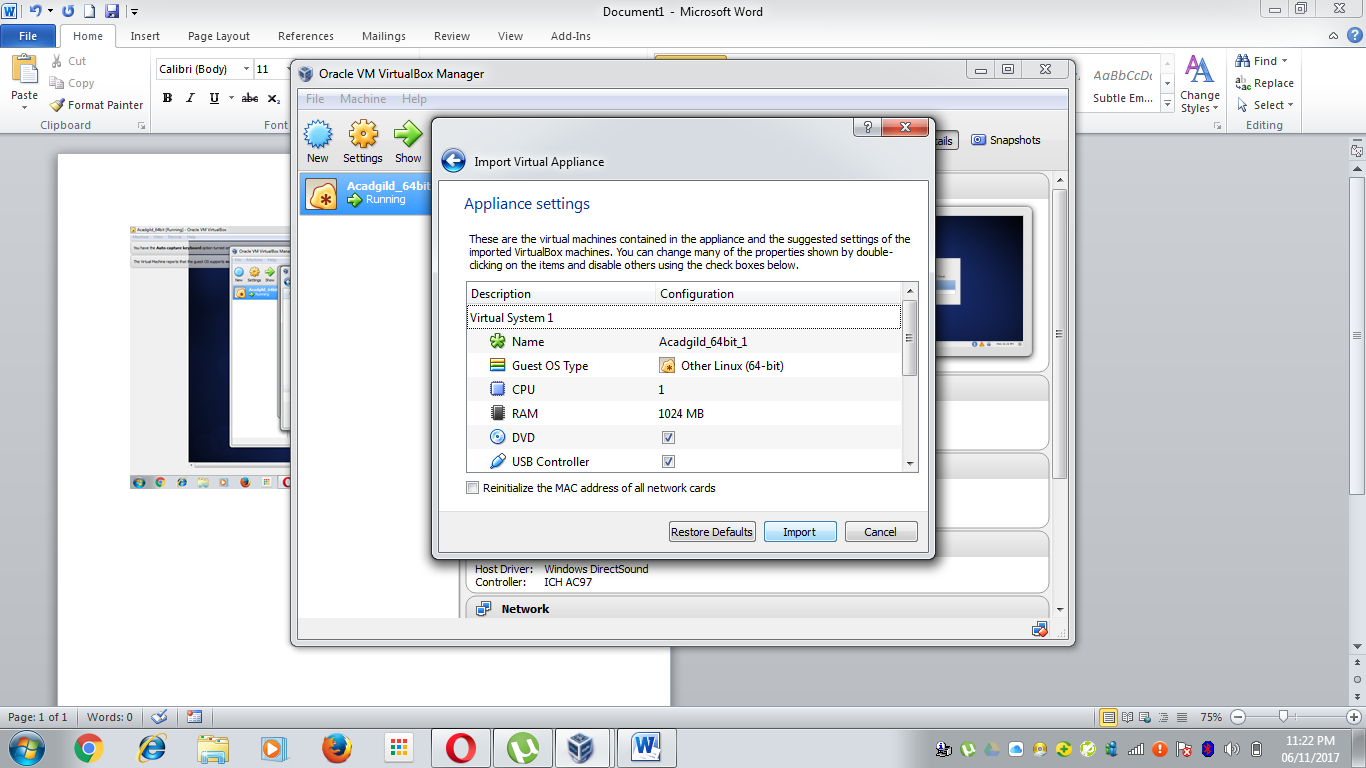 Document1 - Microsoft Word
File Home Insert Page Layout References Mailings Review View Add-Ins
Paste
Cut
Copy
Format Painter
Clipboard
Calibri (Body) 11
B I U abc X₂
Font
AaBbCcDc
Subtle Em...
Change Styles
Find
Replace
Select
Editing
Oracle VM VirtualBox Manager
File Machine Help
New Settings Show
Snapshots
Acadgild_64bit
Running
Import Virtual Appliance
Appliance settings
These are the virtual machines contained in the appliance and the suggested settings of the
imported VirtualBox machines. You can change many of the properties shown by double-
clicking on the items and disable others using the check boxes below.
Description Configuration
Virtual System 1
Name Acadgild_64bit_1
Guest OS Type Other Linux (64-bit)
CPU 1
RAM 1024 MB
DVD
USB Controller
Reinitialize the MAC address of all network cards
Restore Defaults Import Cancel
Host Driver: Windows DirectSound
Controller: ICH AC97
Network
Acadgild_64bit [Running] - Oracle VM VirtualBox
Page: 1 of 1 Words: 0 75%
11:22 PM
06/11/2017